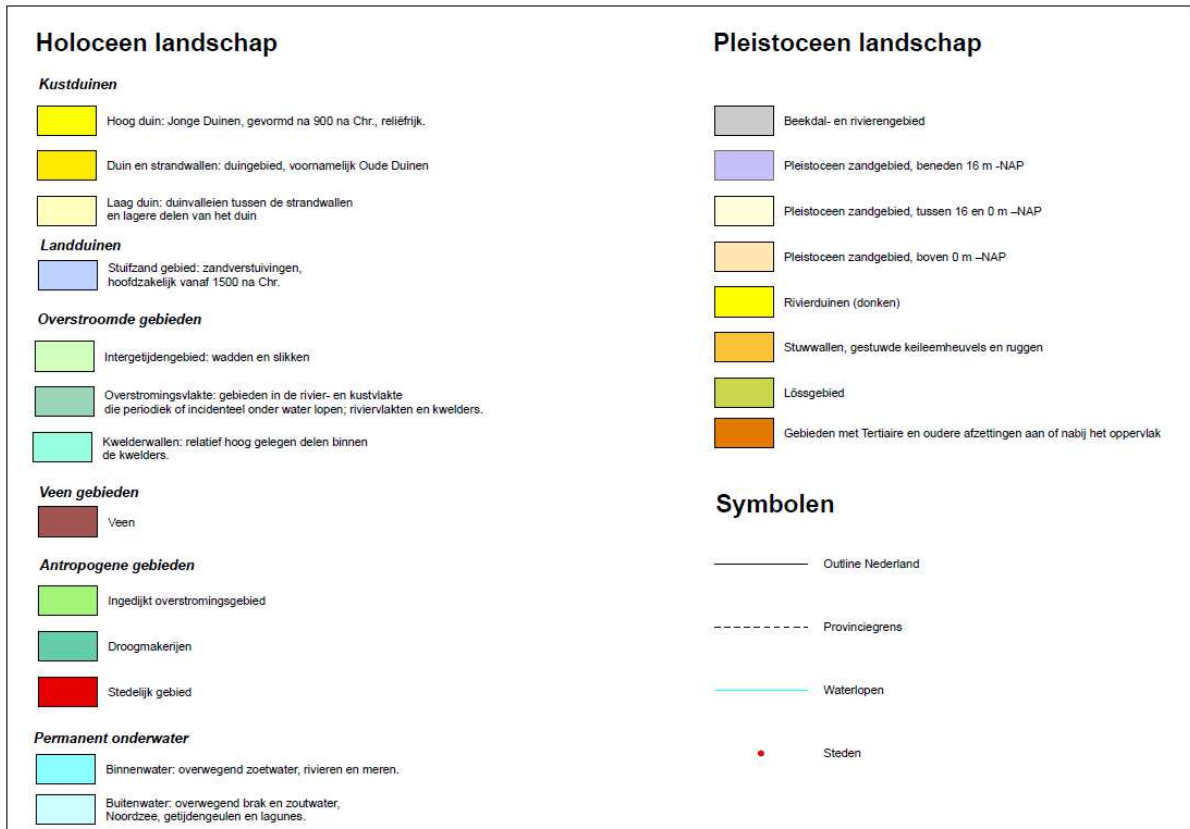 Holoceen landschap
Kustduinen
Hoog duin: Jonge Duinen, gevormd na 900 na Chr., reliëfrijk.
Duin en strandwallen: duingebied, voornamelijk Oude Duinen
Laag duin: duinvalleien tussen de strandwallen
en lagere delen van het duin
Landduinen
Stuifzand gebied: zandverstuivingen,
hoofdzakelijk vanaf 1500 na Chr.
Overstroomde gebieden
Intergetijdengebied: wadden en slikken
Overstromingsvlakte: gebieden in de rivier- en kustvlakte
die periodiek of incidenteel onder water lopen; riviervlakten en kwelders.
Kwelderwallen: relatief hoog gelegen delen binnen
de kwelders.
Veen gebieden
Veen
Antropogene gebieden
Ingedijkt overstromingsgebied
Droogmakerijen
Stedelijk gebied
Permanent onderwater
Binnenwater: overwegend zoetwater, rivieren en meren.
Buitenwater: overwegend brak en zoutwater,
Noordzee, getijdengeulen en lagunes.
Pleistoceen landschap
Beekdal- en rivierengebied
Pleistoceen zandgebied, beneden 16 m -NAP
Pleistoceen zandgebied, tussen 16 en 0 m –NAP
Pleistoceen zandgebied, boven 0 m –NAP
Rivierduinen (donken)
Stuwwallen, gestuwde keileemheuvels en ruggen
Lössgebied
Gebieden met Tertiaire en oudere afzettingen aan of nabij het oppervlak
Symbolen
Outline Nederland
Provinciegrens
Waterlopen
Steden